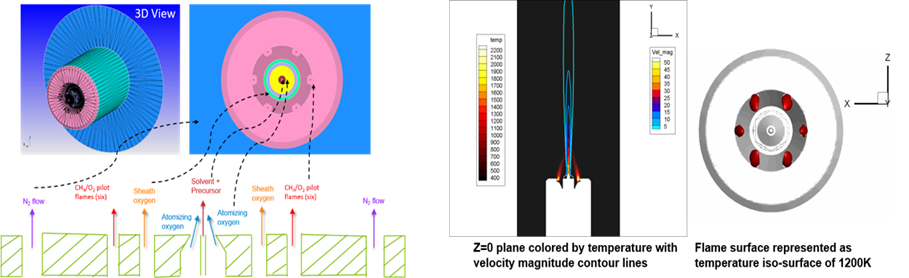 3D View
N2 flow
CH4/O2 pilot
flames (six)
Sheath
oxygen
Solvent +
Precursor
Atomizing
oxygen
Atomizing
oxygen
Sheath
oxygen
CH4/O2 pilot
flames (six)
N2 flow
temp
2200
2100
2000
1900
1800
1700
1600
1500
1400
1300
1200
1100
1000
900
800
700
600
500
400
Y
Z X
Vel_mag
50
45
40
35
30
25
20
15
10
5
Z=0 plane colored by temperature with
velocity magnitude contour lines
Z
X Y
Flame surface represented as
temperature iso-surface of 1200K